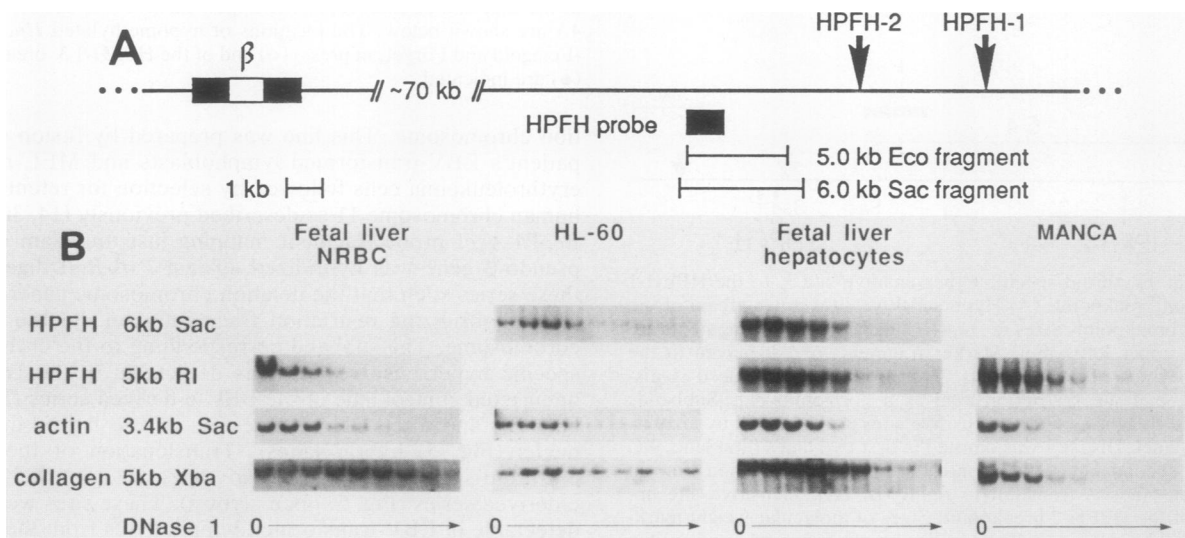 HPFH-2 HPFH-1
A
β
~70 kb
HPFH probe
5.0 kb Eco fragment
1 kb
6.0 kb Sac fragment
B
Fetal liver NRBC HL-60 Fetal liver hepatocytes MANCA
HPFH 6kb Sac
HPFH 5kb RI
actin 3.4kb Sac
collagen 5kb Xba
DNase 1 0 0 0 0